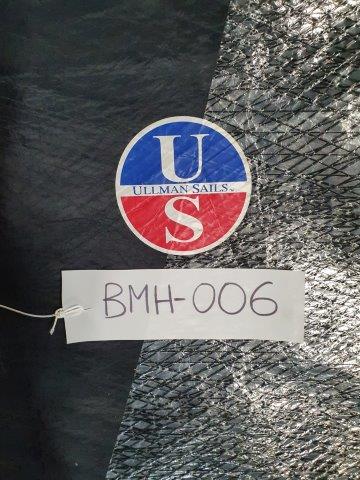 U
ULLMAN SAILS
S
BMH-006